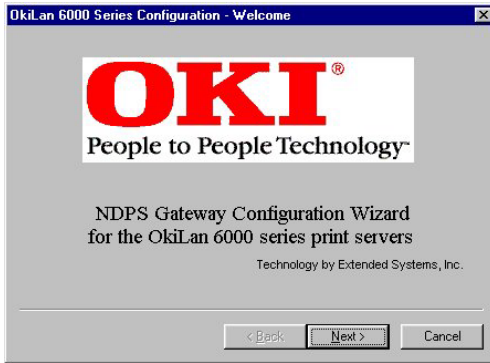 OkiLan 6000 Series Configuration - Welcome
OKI®
People to People Technology™
NDPS Gateway Configuration Wizard
for the OkiLan 6000 series print servers
Technology by Extended Systems, Inc.
< Back Next > Cancel